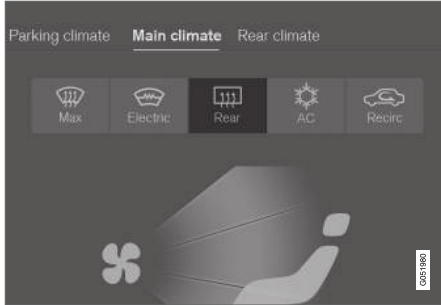 Parking climate Main climate Rear climate
Max Electric Rear AC Recirc
G051980